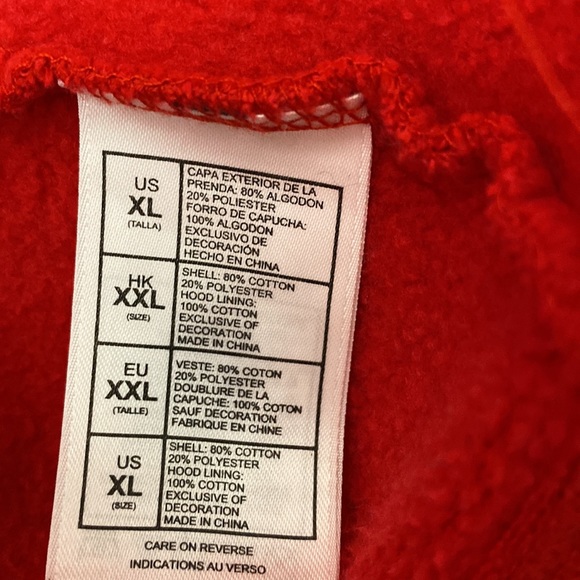 US
XL
(TALLA)
CAPA EXTERIOR DE LA
PRENDA: 80% ALGODON
20% POLIESTER
FORRO DE CAPUCHA:
100% ALGODON
EXCLUSIVO DE
DECORACIÓN
HECHO EN CHINA
HK
XXL
(SIZE)
SHELL: 80% COTTON
20% POLYESTER
HOOD LINING:
100% COTTON
EXCLUSIVE OF
DECORATION
MADE IN CHINA
EU
XXL
(TAILLE)
VESTE: 80% COTON
20% POLYESTER
DOUBLURE DE LA
CAPUCHE: 100% COTON
SAUF DECORATION
FABRIQUE EN CHINE
US
XL
(SIZE)
SHELL: 80% COTTON
20% POLYESTER
HOOD LINING:
100% COTTON
EXCLUSIVE OF
DECORATION
MADE IN CHINA
CARE ON REVERSE
INDICATIONS AU VERSO